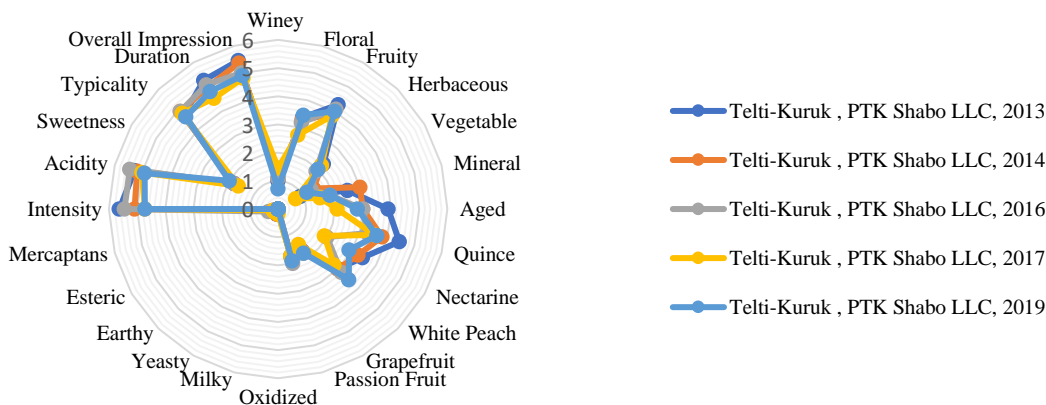 Winey
Floral
Fruity
Herbaceous
Vegetable
Mineral
Aged
Quince
Nectarine
White Peach
Grapefruit
Passion Fruit
Oxidized
Milky
Yeasty
Earthy
Esteric
Mercaptans
Intensity
Acidity
Sweetness
Typicality
Duration
Overall Impression
6
5
4
3
2
1
0
Telti-Kuruk , PTK Shabo LLC, 2013
Telti-Kuruk , PTK Shabo LLC, 2014
Telti-Kuruk , PTK Shabo LLC, 2016
Telti-Kuruk , PTK Shabo LLC, 2017
Telti-Kuruk , PTK Shabo LLC, 2019